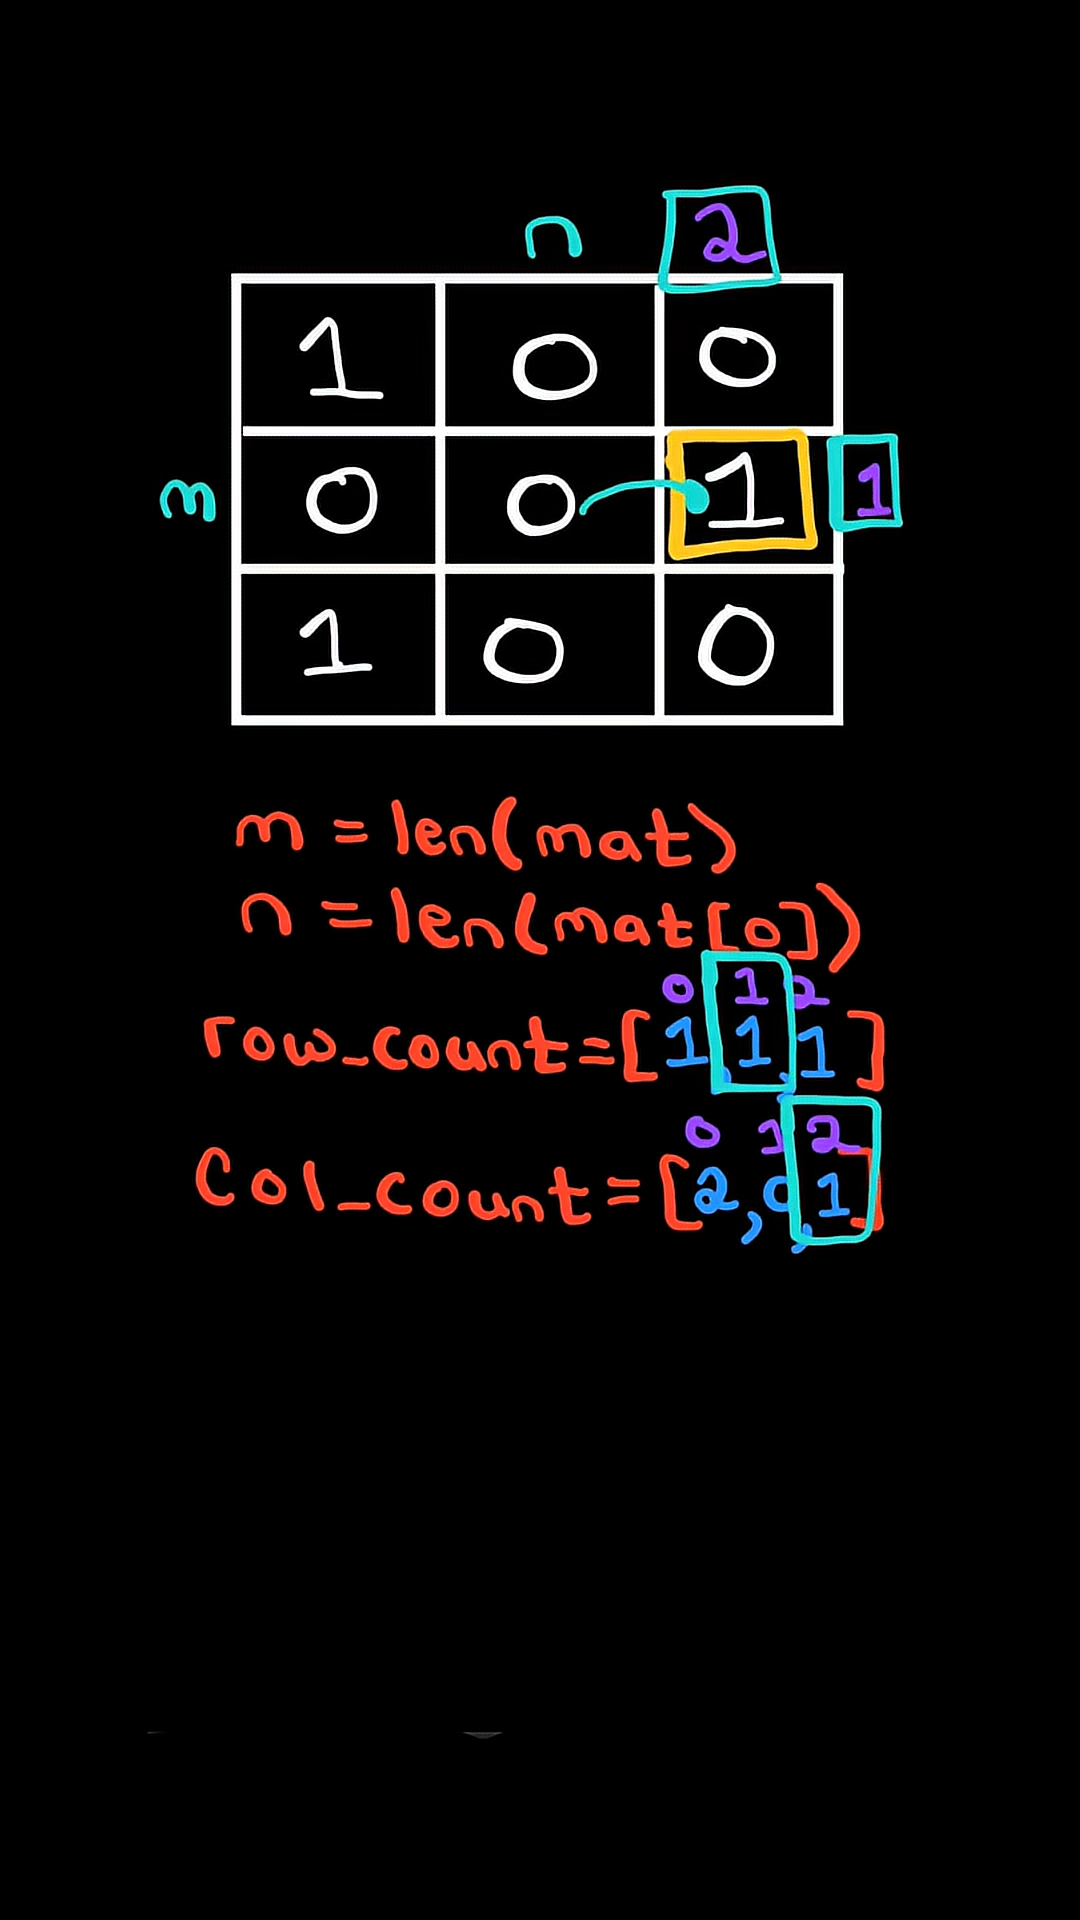 n 2
1 0 0
m 0 0 1 1
1 0 0
m = len(mat)
n = len(mat[0])
0 1 2
row_count=[1,1,1]
0 1 2
Col_count=[2,0,1]